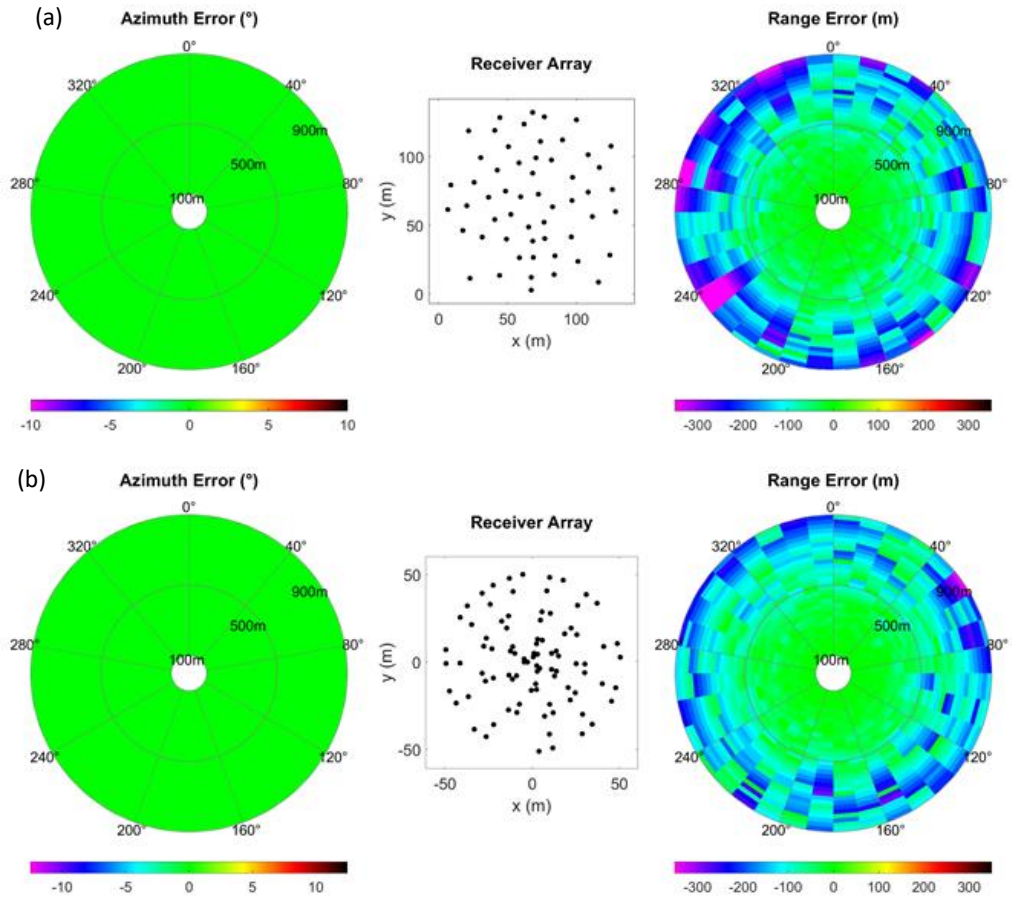 (a)
Azimuth Error (°)
0°
40°
80°
120°
160°
200°
240°
280°
320°
900m
500m
100m
-10 -5 0 5 10
Receiver Array
y (m)
100
50
0
0 50 100
x (m)
Range Error (m)
0°
40°
80°
120°
160°
200°
240°
280°
320°
900m
500m
100m
-300 -200 -100 0 100 200 300
(b)
Azimuth Error (°)
0°
40°
80°
120°
160°
200°
240°
280°
320°
900m
500m
100m
-10 -5 0 5 10
Receiver Array
y (m)
50
0
-50
-50 0 50
x (m)
Range Error (m)
0°
40°
80°
120°
160°
200°
240°
280°
320°
900m
500m
100m
-300 -200 -100 0 100 200 300